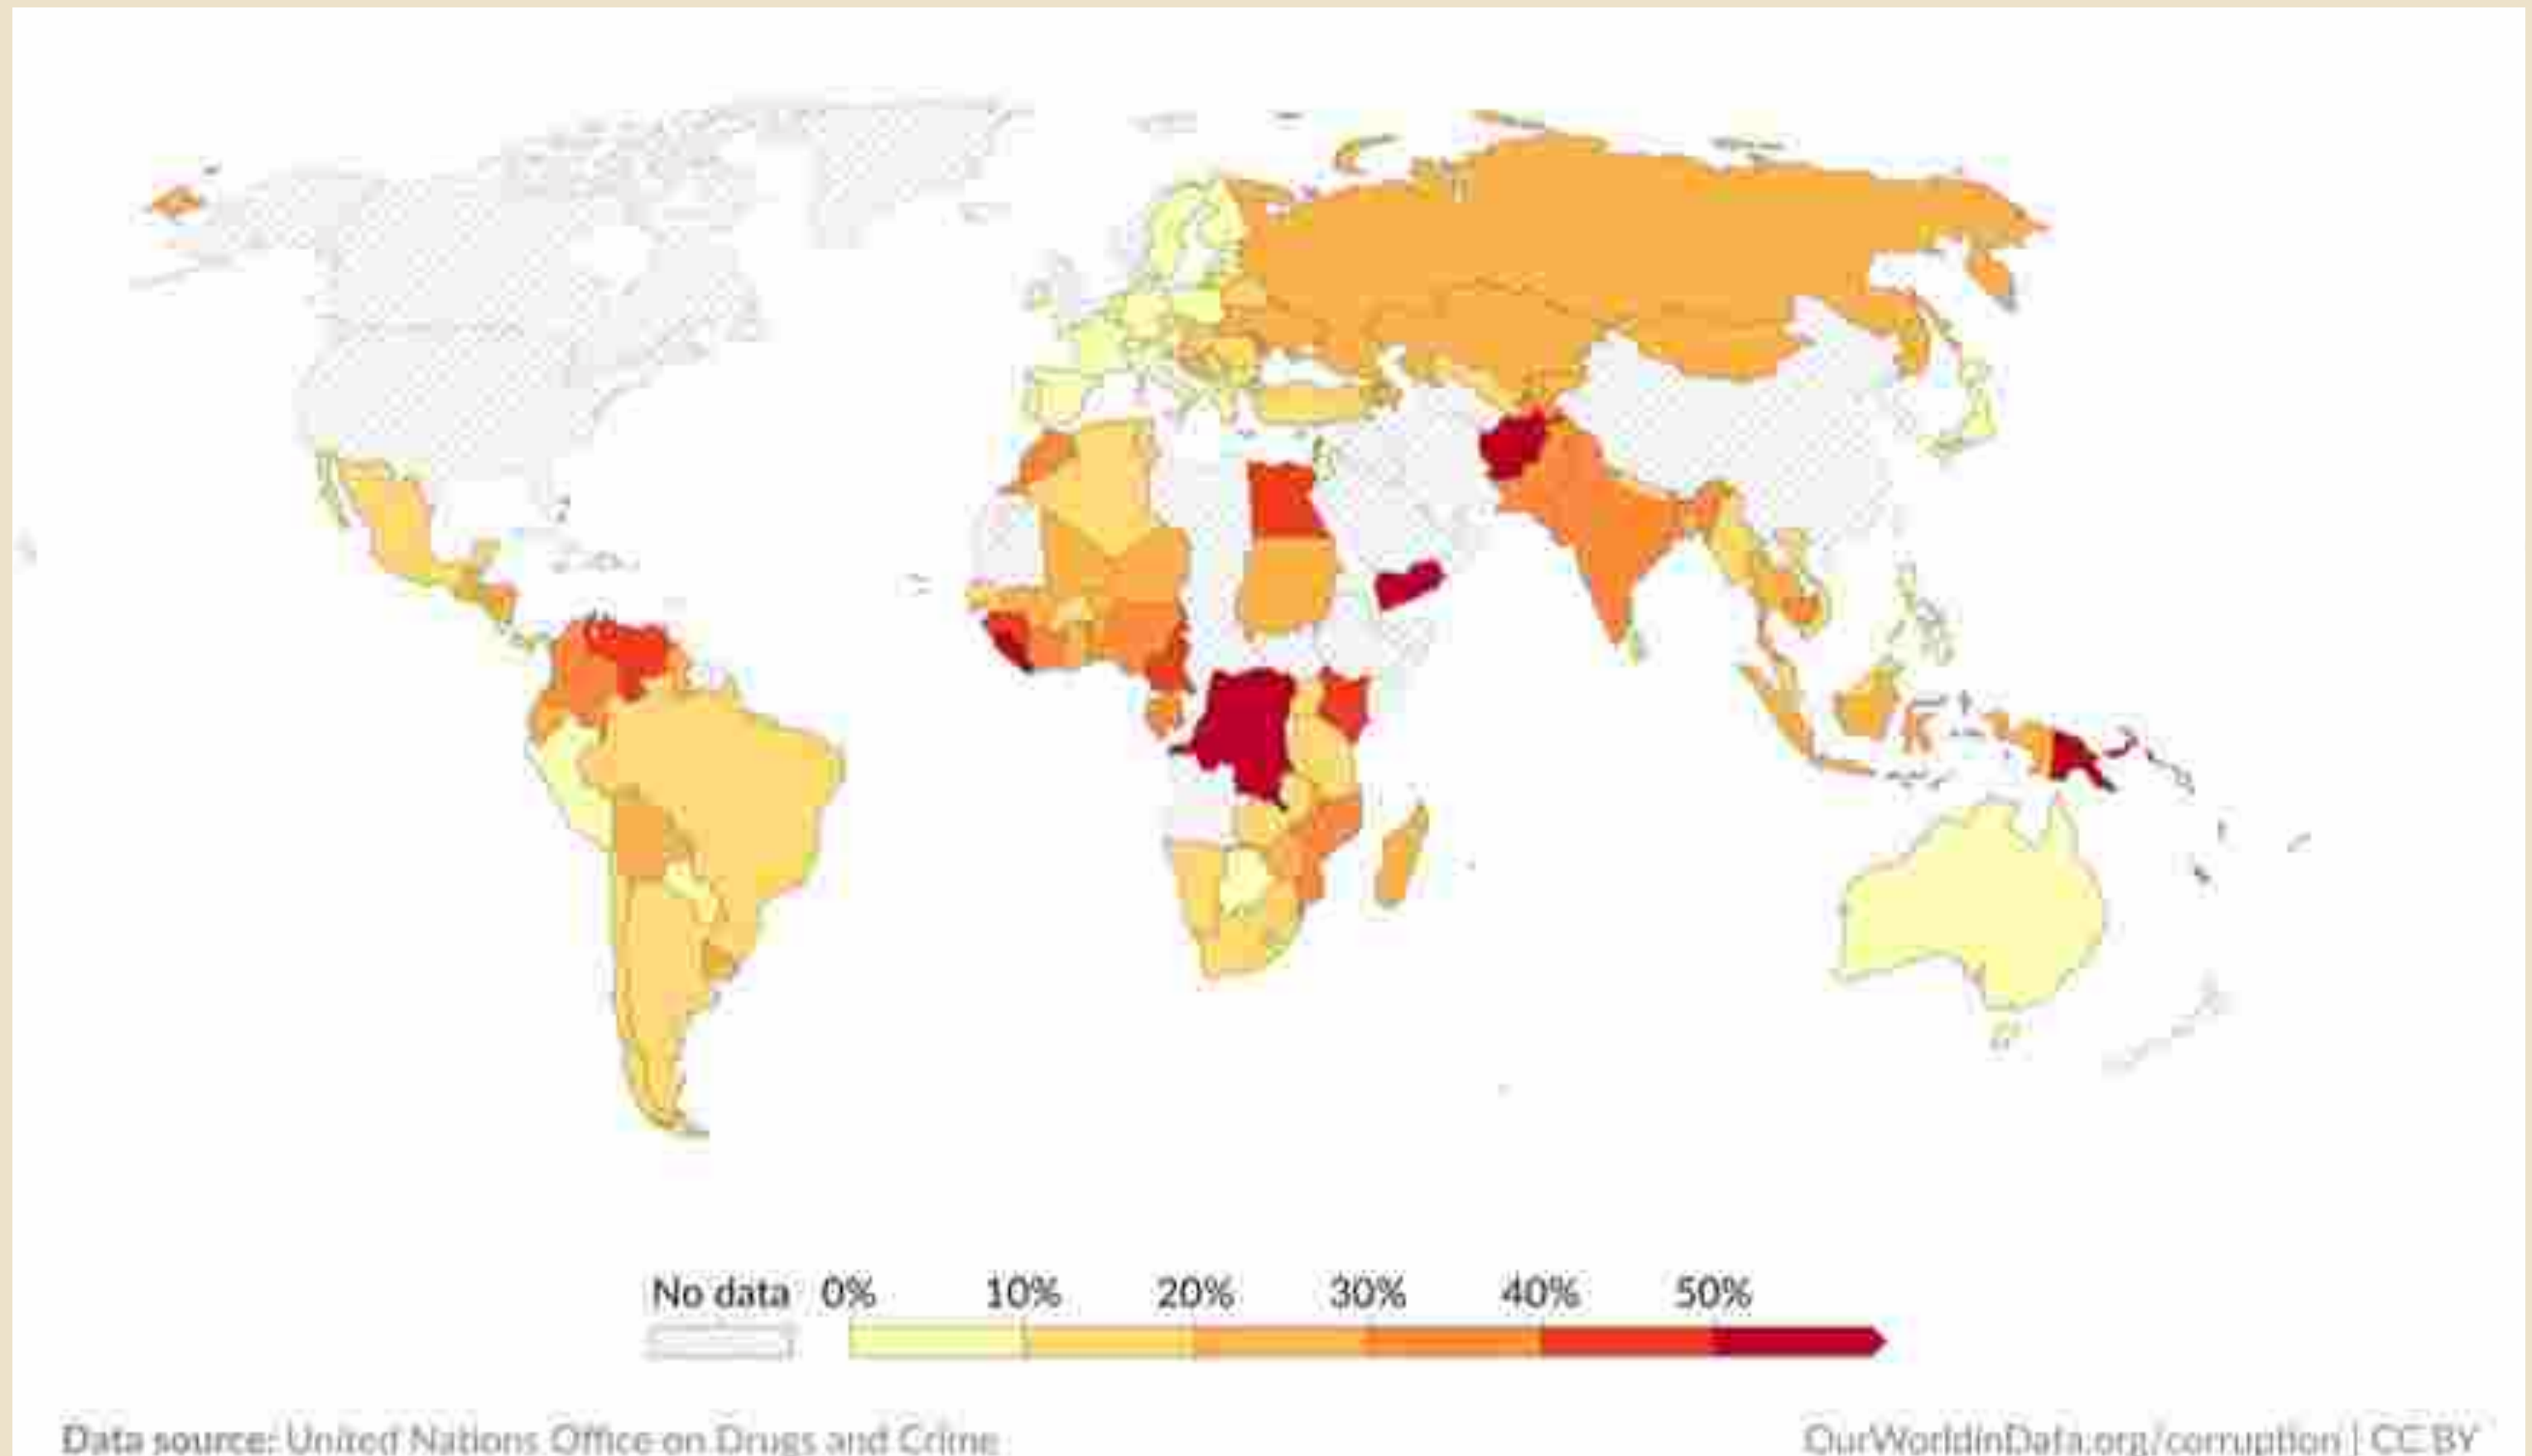 No data 0% 10% 20% 30% 40% 50%
Data source: United Nations Office on Drugs and Crime
OurWorldinData.org/corruption | CC BY